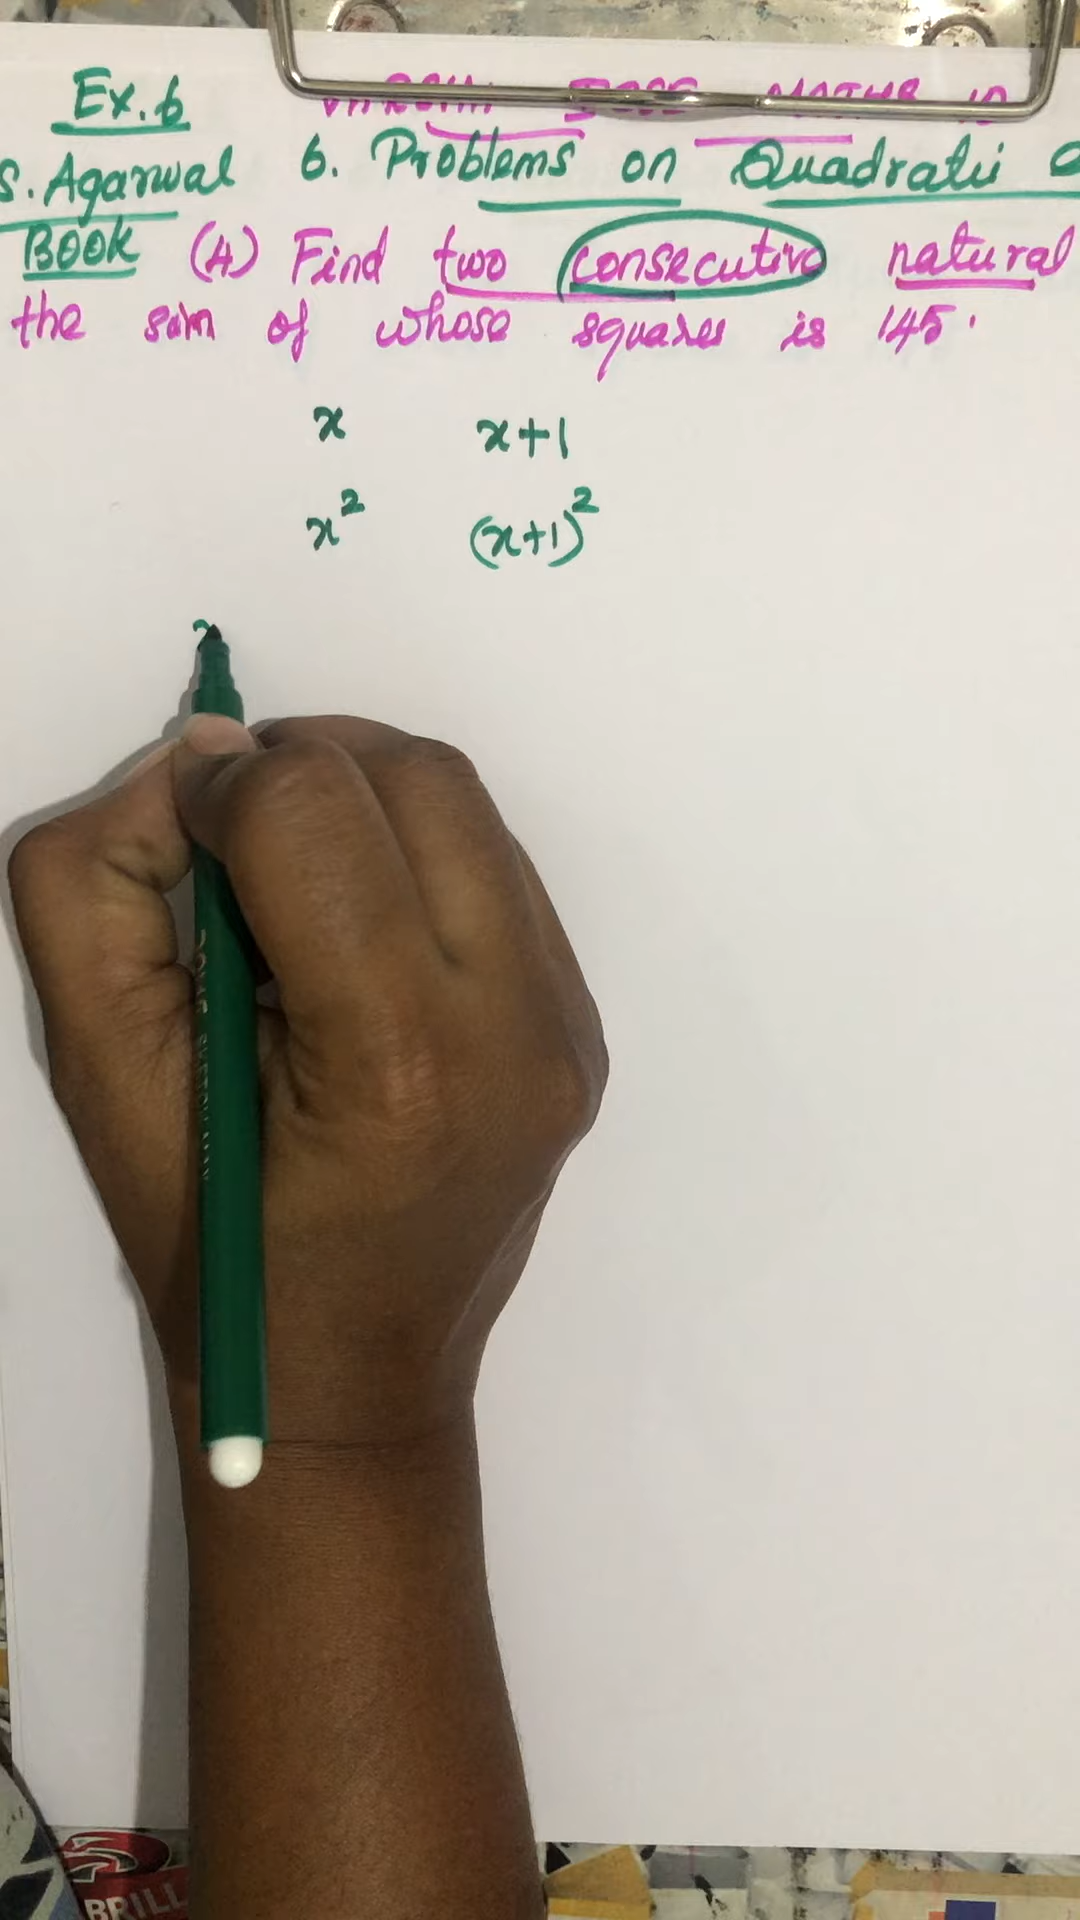 Ex.6
S. Agarwal 6. Problems on Quadratic
Book (4) Find two consecutive natural
the sum of whose squares is 145.
x x+1
x² (x+1)²
BRILL